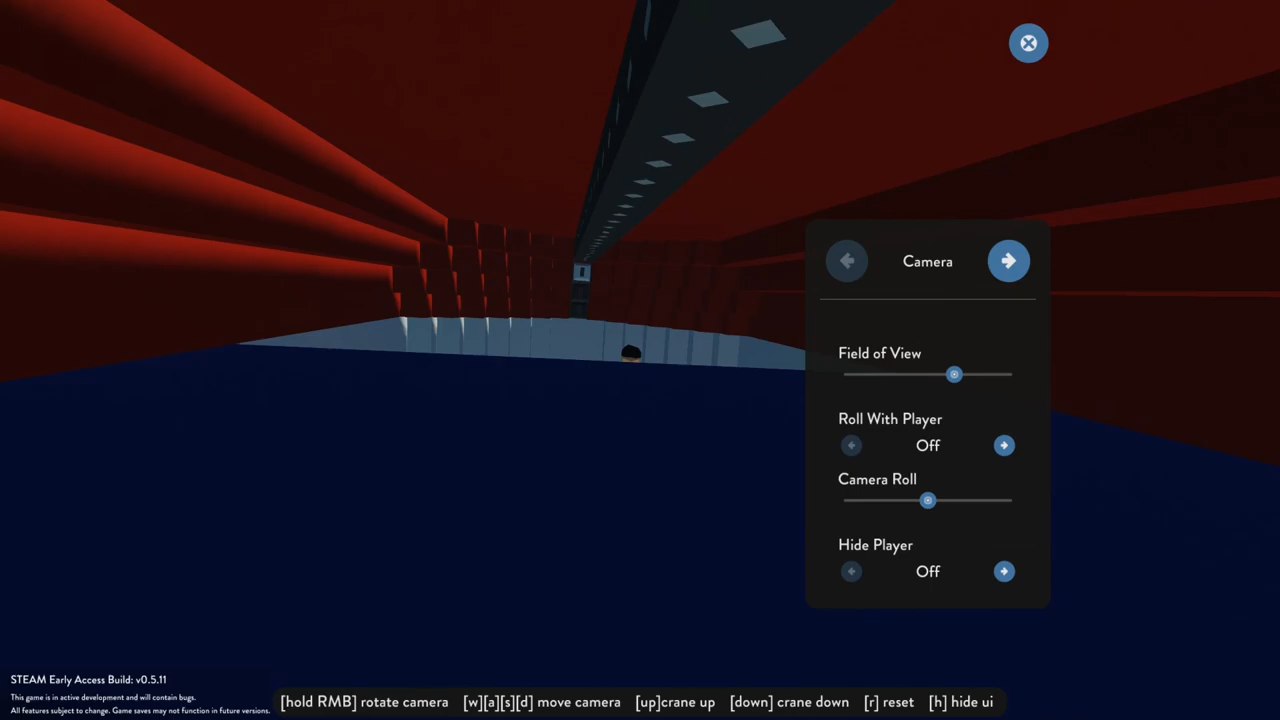 Camera
Field of View
Roll With Player
Off
Camera Roll
Hide Player
Off
STEAM Early Access Build: v0.5.11
This game is in active development and will contain bugs.
All features subject to change. Game saves may not function in future versions.
[hold RMB] rotate camera [w][a][s][d] move camera [up]crane up [down] crane down [r] reset [h] hide ui